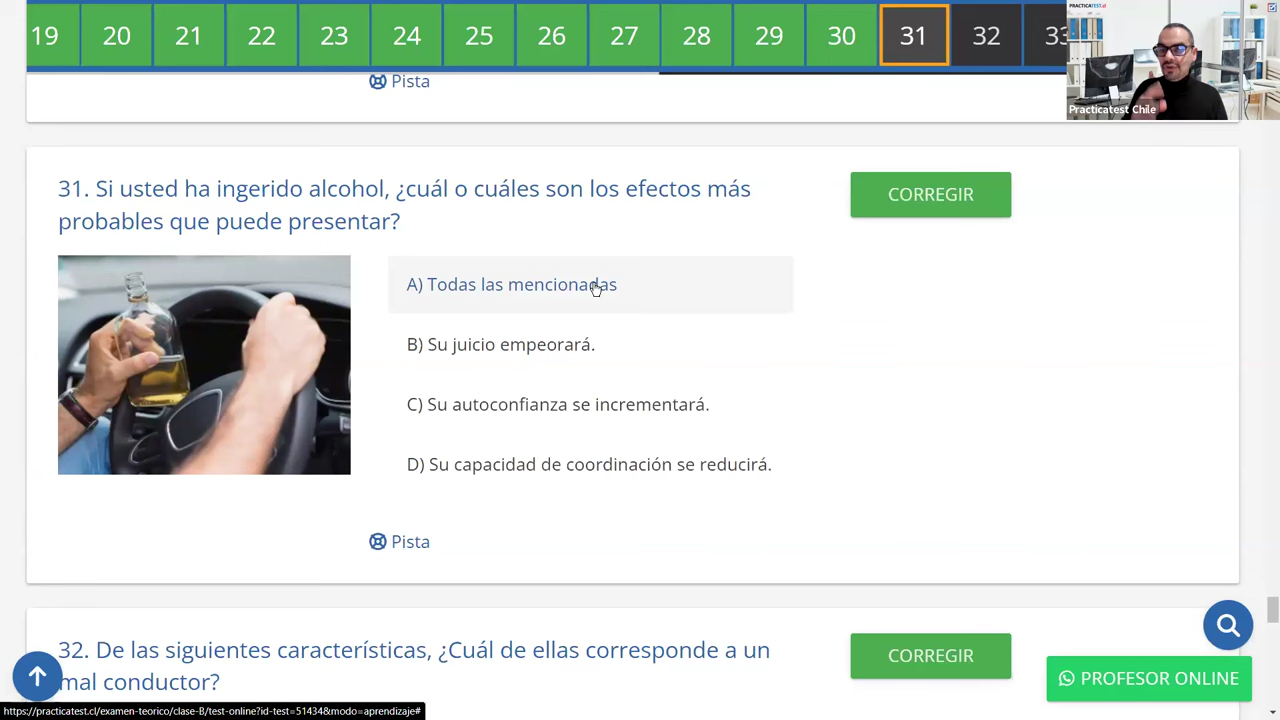 19 20 21 22 23 24 25 26 27 28 29 30 31 32 33
PRACTICATEST.cl
Practicatest Chile
Pista
31. Si usted ha ingerido alcohol, ¿cuál o cuáles son los efectos más
probables que puede presentar?
CORREGIR
A) Todas las mencionadas
B) Su juicio empeorará.
C) Su autoconfianza se incrementará.
D) Su capacidad de coordinación se reducirá.
Pista
32. De las siguientes características, ¿Cuál de ellas corresponde a un
mal conductor?
CORREGIR
PROFESOR ONLINE
https://practicatest.cl/examen-teorico/clase-B/test-online?id-test=51434&modo=aprendizaje#